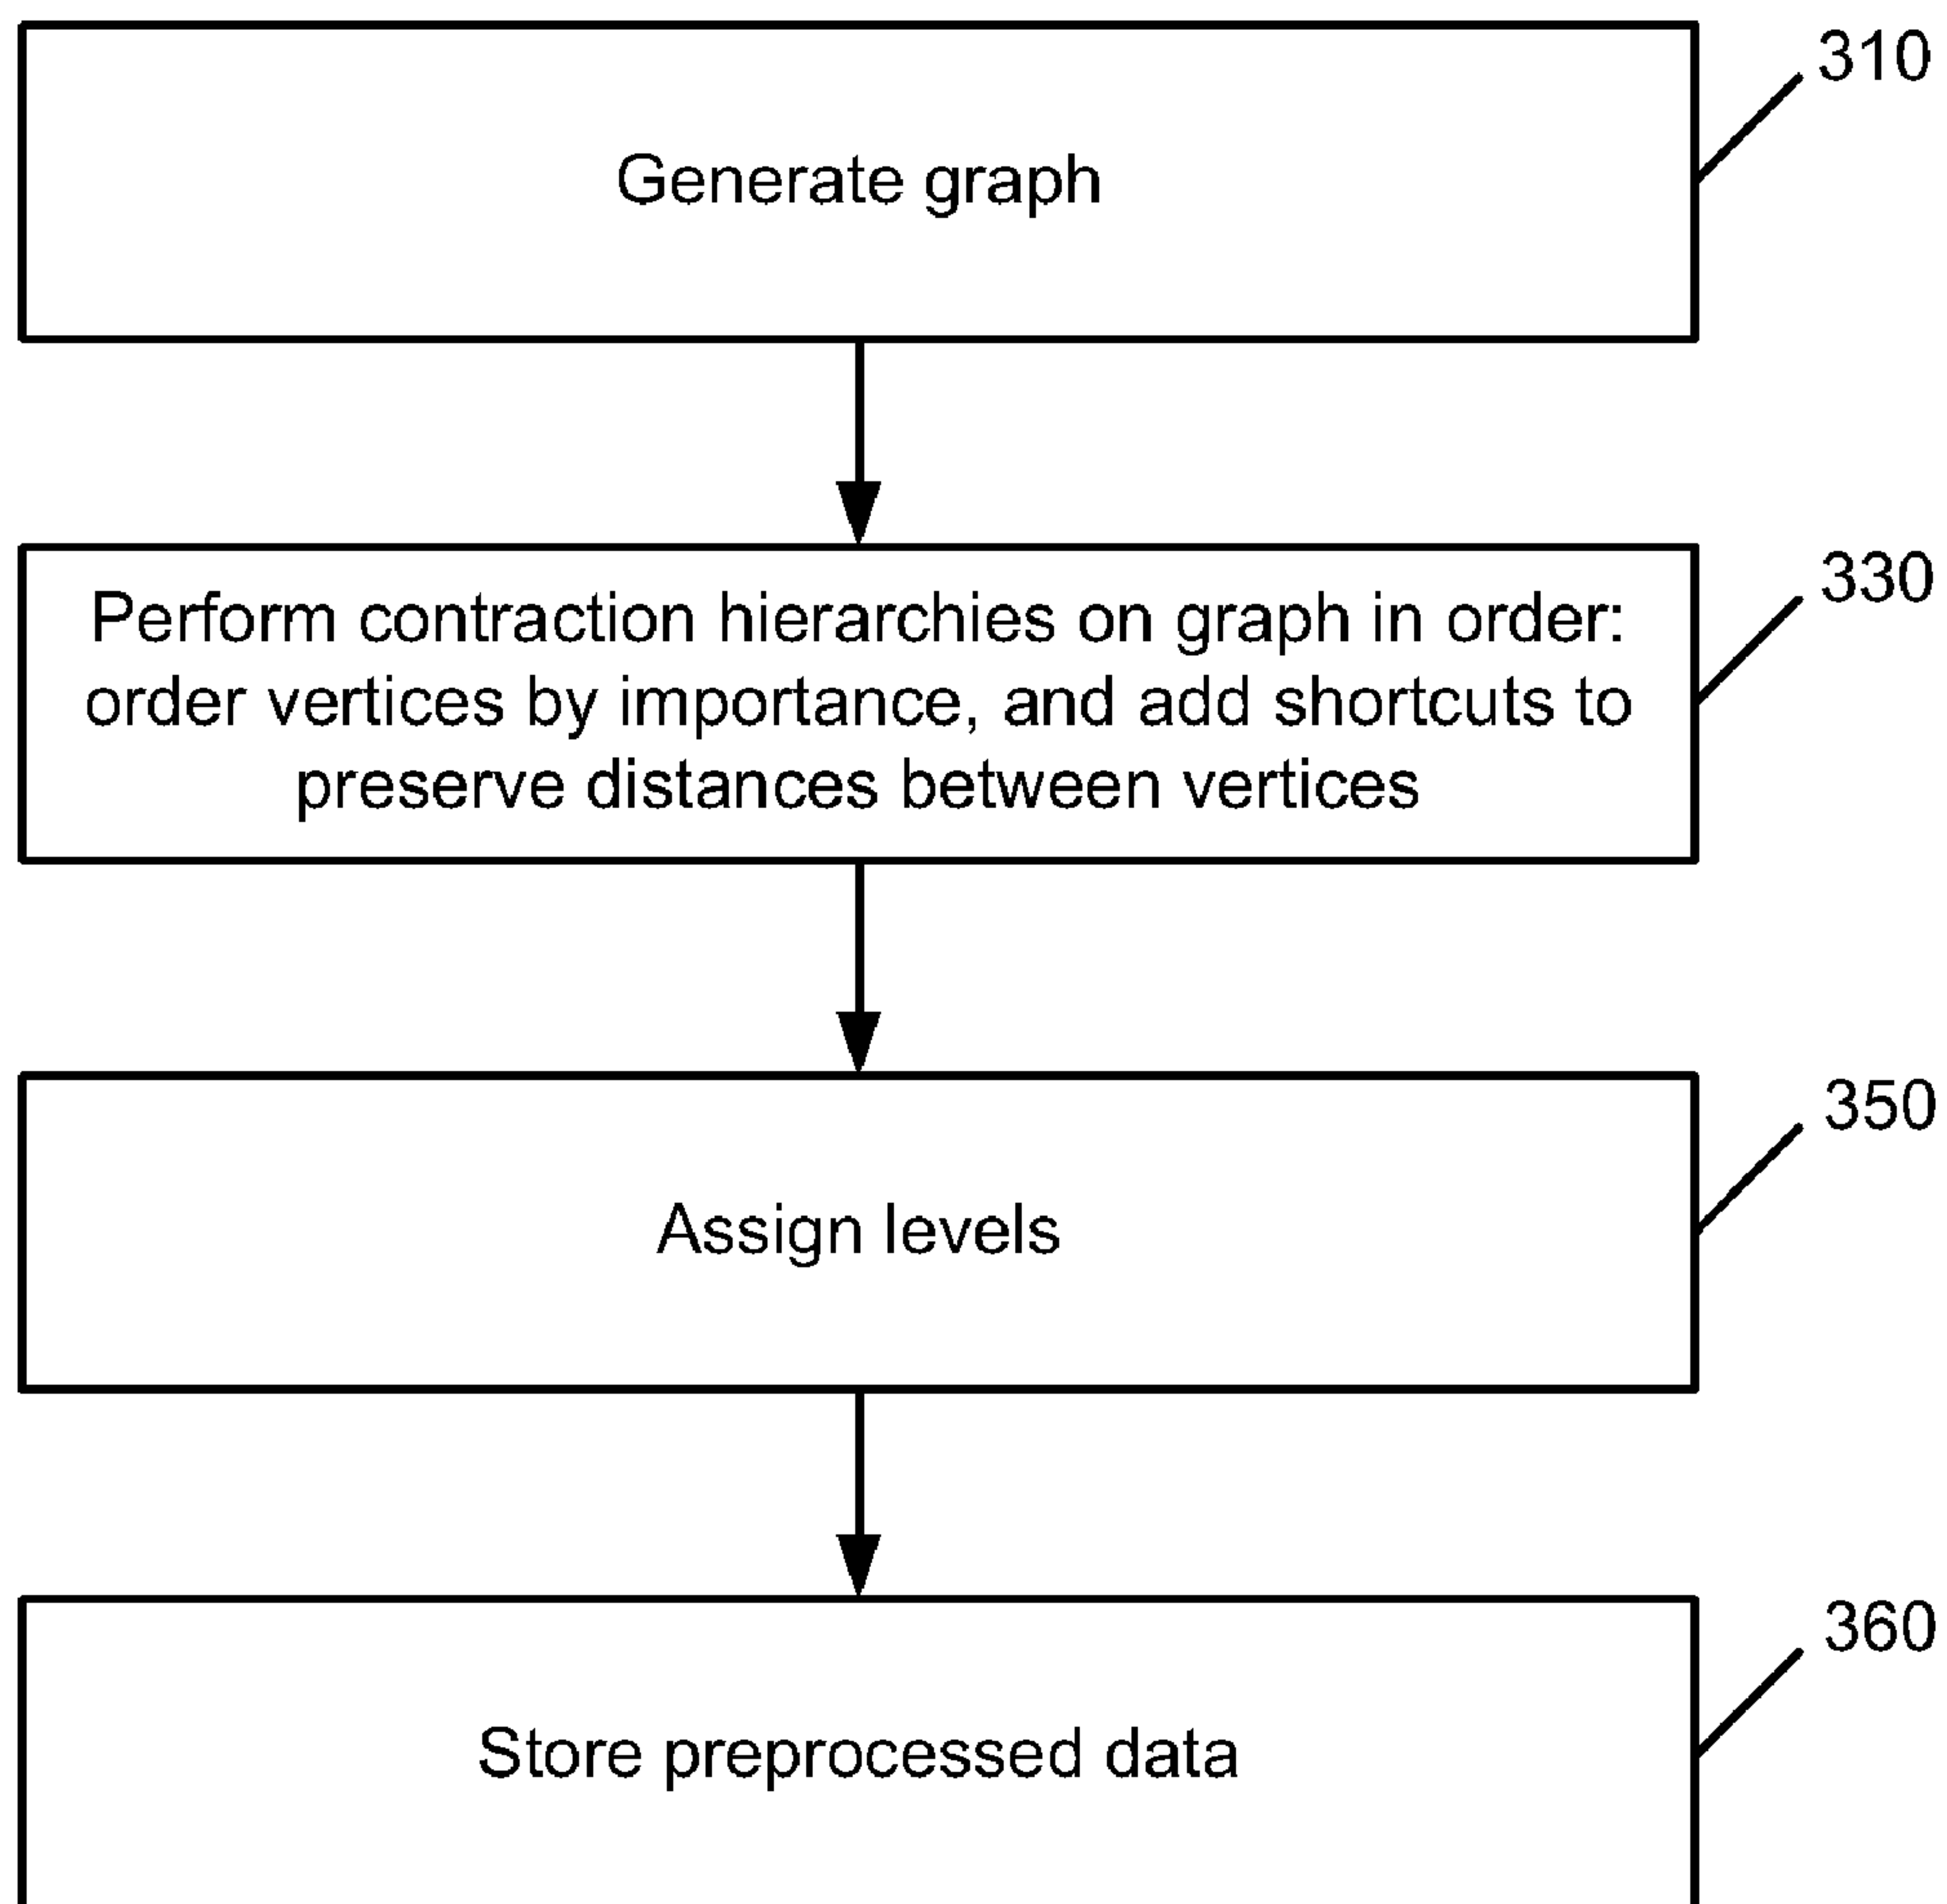 310
Generate graph
330
Perform contraction hierarchies on graph in order:
order vertices by importance, and add shortcuts to
preserve distances between vertices
350
Assign levels
360
Store preprocessed data